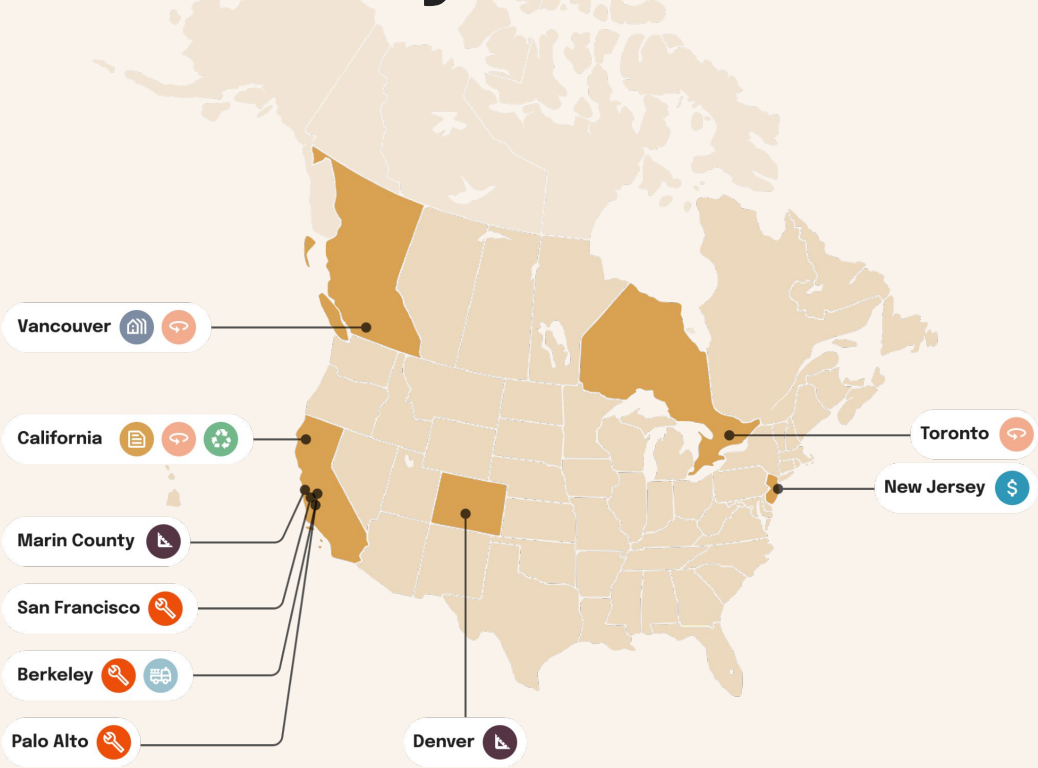 Vancouver
California
Toronto
New Jersey
$
Marin County
San Francisco
Berkeley
Palo Alto
Denver